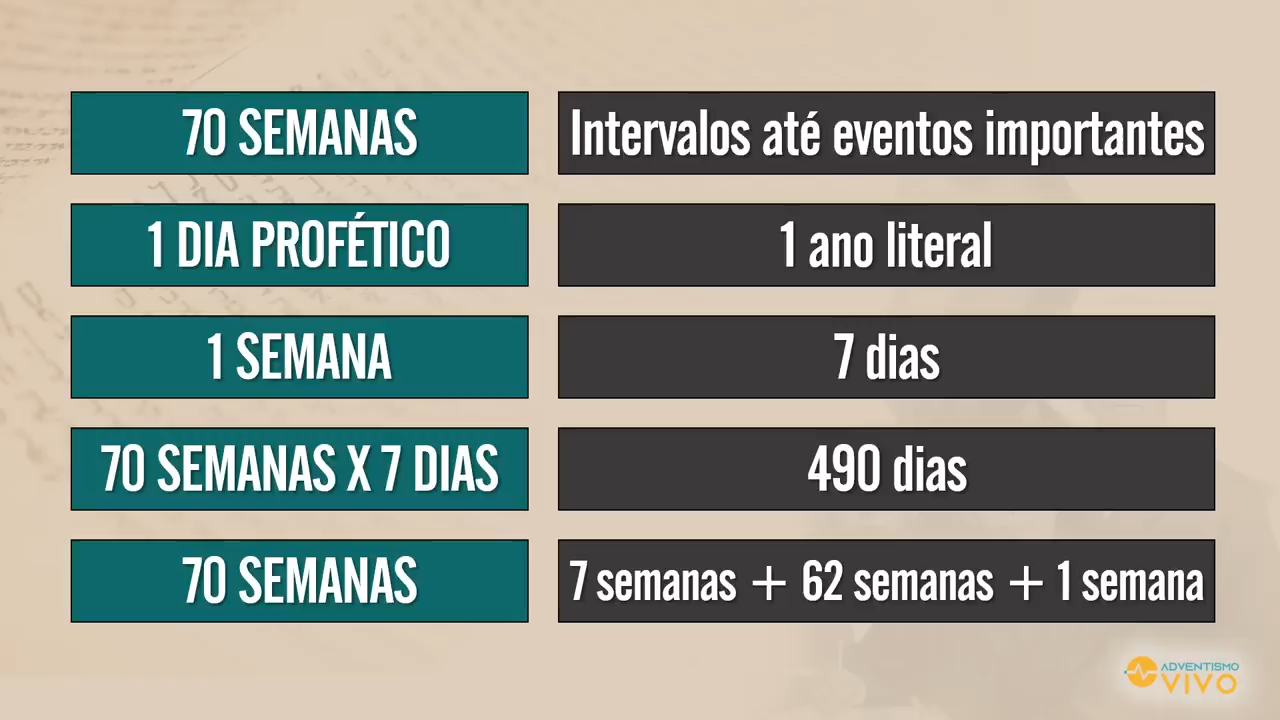 70 SEMANAS
Intervalos até eventos importantes
1 DIA PROFÉTICO
1 ano literal
1 SEMANA
7 dias
70 SEMANAS X 7 DIAS
490 dias
70 SEMANAS
7 semanas + 62 semanas + 1 semana
ADVENTISMO
VIVO